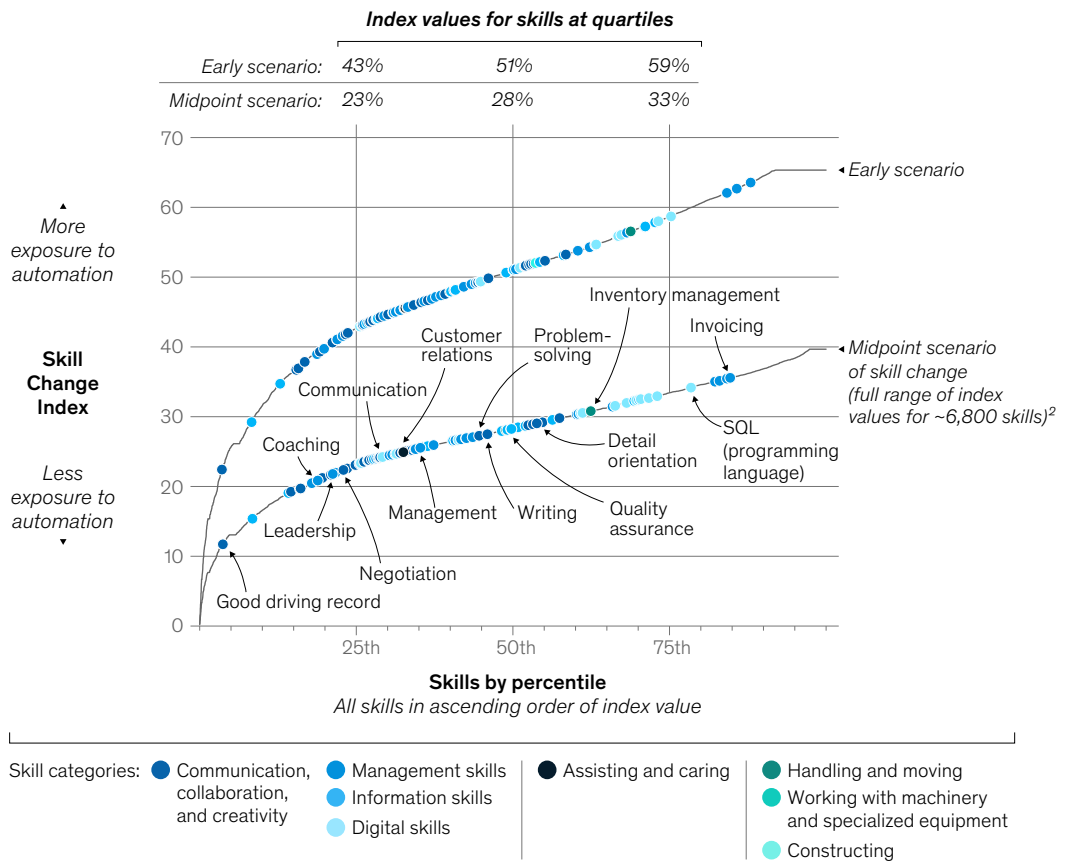 Index values for skills at quartiles
Early scenario: 43% 51% 59%
Midpoint scenario: 23% 28% 33%
70
60
50
40
30
20
10
0
More
exposure to
automation
Skill
Change
Index
Less
exposure to
automation
Early scenario
Midpoint scenario
of skill change
(full range of index
values for ~6,800 skills)²
Inventory management
Invoicing
Customer
relations
Problem-
solving
Communication
Coaching
Leadership
Management
Writing
Negotiation
Good driving record
Detail
orientation
Quality
assurance
SQL
(programming
language)
25th 50th 75th
Skills by percentile
All skills in ascending order of index value
Skill categories:
Communication,
collaboration,
and creativity
Management skills
Information skills
Digital skills
Assisting and caring
Handling and moving
Working with machinery
and specialized equipment
Constructing